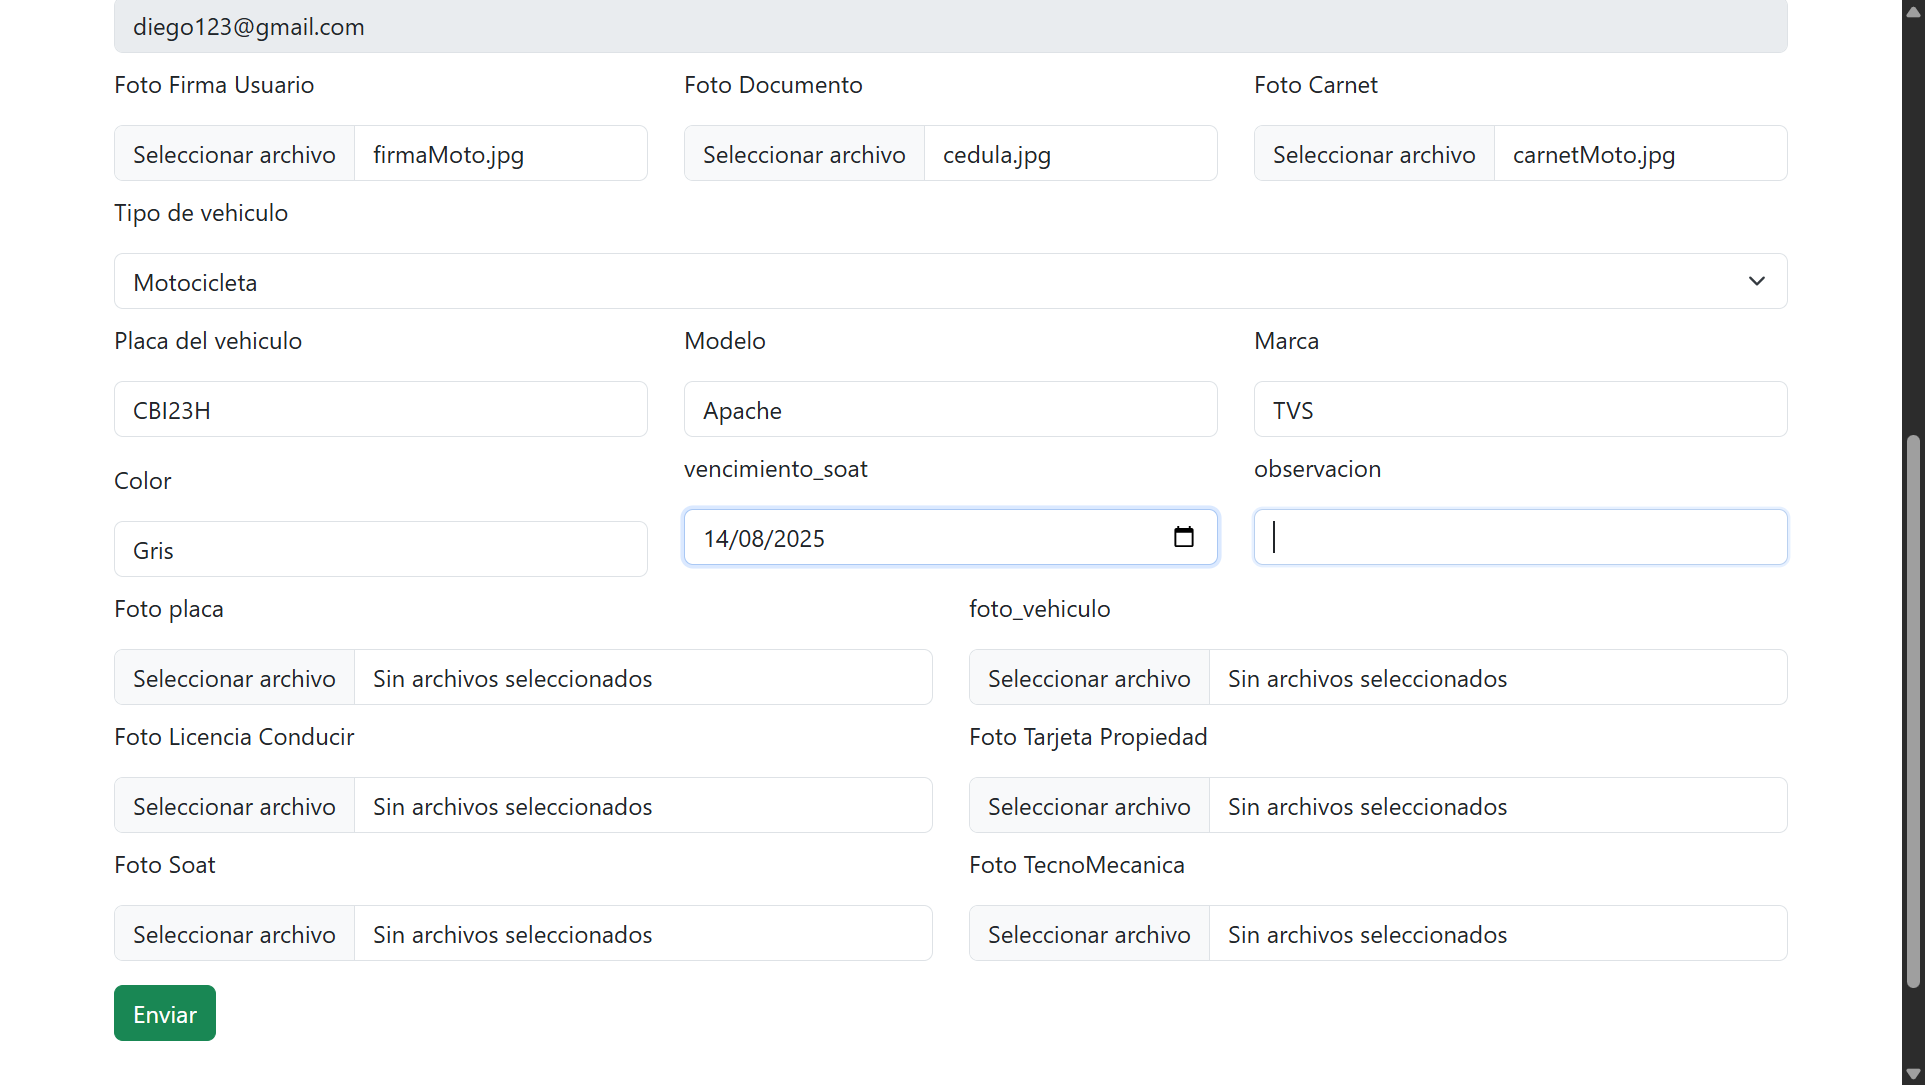 diego123@gmail.com
Foto Firma Usuario
Foto Documento
Foto Carnet
Seleccionar archivo firmaMoto.jpg
Seleccionar archivo cedula.jpg
Seleccionar archivo carnetMoto.jpg
Tipo de vehiculo
Motocicleta
Placa del vehiculo
Modelo
Marca
CBI23H
Apache
TVS
Color
vencimiento_soat
observacion
Gris
14/08/2025
Foto placa
foto_vehiculo
Seleccionar archivo Sin archivos seleccionados
Seleccionar archivo Sin archivos seleccionados
Foto Licencia Conducir
Foto Tarjeta Propiedad
Seleccionar archivo Sin archivos seleccionados
Seleccionar archivo Sin archivos seleccionados
Foto Soat
Foto TecnoMecanica
Seleccionar archivo Sin archivos seleccionados
Seleccionar archivo Sin archivos seleccionados
Enviar